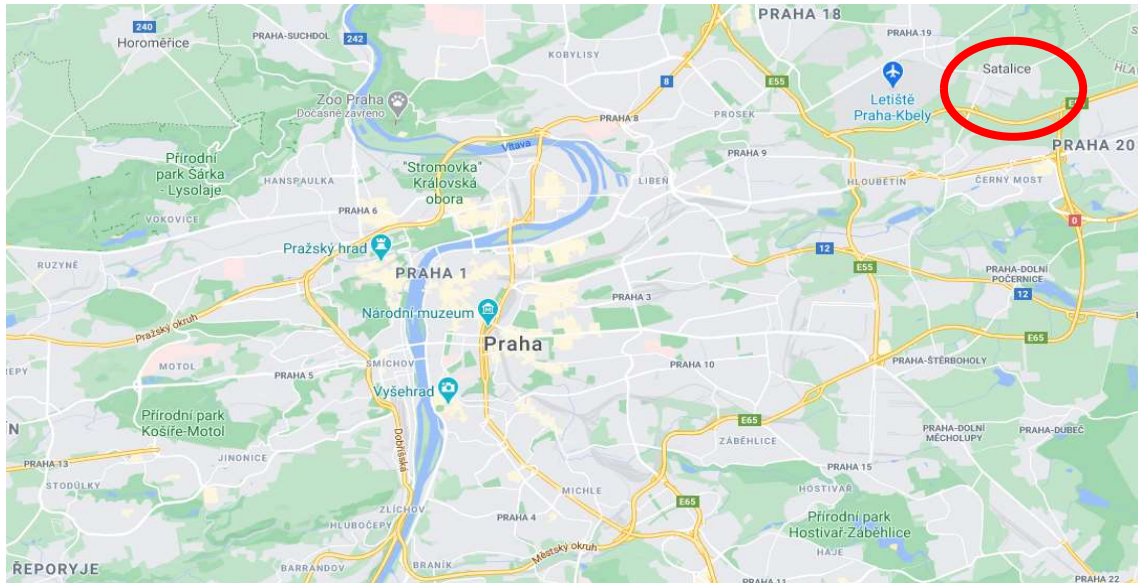 PRAHA 18
240
Horoměřice
PRAHA-SUCHDOL
242
KOBYLISY
PRAHA 19
Satalice
8
E55
Letiště
Praha-Kbely
Zoo Praha
Dočasně zavřeno
PRAHA 8
PROSEK
Vltava
PRAHA 20
Přírodní
park Šárka
- Lysolaje
"Stromovka"
Královská
obora
HANSPAULKA
LIBEŇ
PRAHA 9
HLOUBĚTÍN
ČERNÝ MOST
VOKOVICE
PRAHA 6
0
Pražský hrad
12
RUZYNĚ
PRAHA 1
E55
PRAHA-DOLNÍ
POČERNICE
12
PRAHA 3
Národní muzeum
Pražský okruh
Praha
E65
MOTOL
SMÍCHOV
PRAHA 10
PRAHA-ŠTĚRBOHOLY
PRAHA 5
Vyšehrad
Přírodní park
Košíře-Motol
E65
PRAHA-DOLNÍ
MĚCHOLUPY
PRAHA-DUBEČ
Dobříšská
ZÁBĚHLICE
JINONICE
PRAHA 13
PRAHA 15
STODŮLKY
MICHLE
HOSTIVAŘ
E65
ZLÍCHOV
PRAHA 4
Přírodní park
Hostivař-Záběhlice
HLUBOČEPY
Městský okruh
HÁJE
BARRANDOV
BRANÍK
ŘEPORYJE
PRAHA 11
PRAHA 22